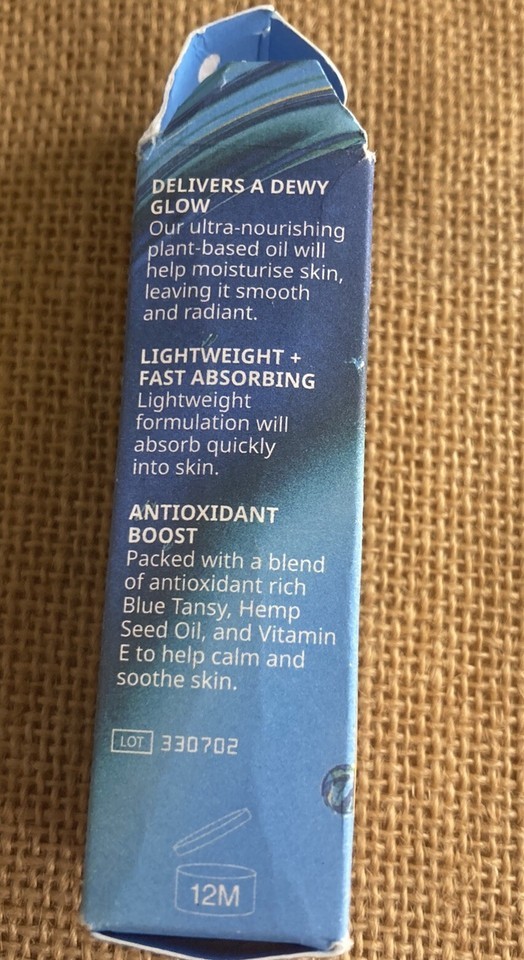 DELIVERS A DEWY
GLOW
Our ultra-nourishing
plant-based oil will
help moisturise skin,
leaving it smooth
and radiant.
LIGHTWEIGHT +
FAST ABSORBING
Lightweight
formulation will
absorb quickly
into skin.
ANTIOXIDANT
BOOST
Packed with a blend
of antioxidant rich
Blue Tansy, Hemp
Seed Oil, and Vitamin
E to help calm and
soothe skin.
LOT 330702
12M